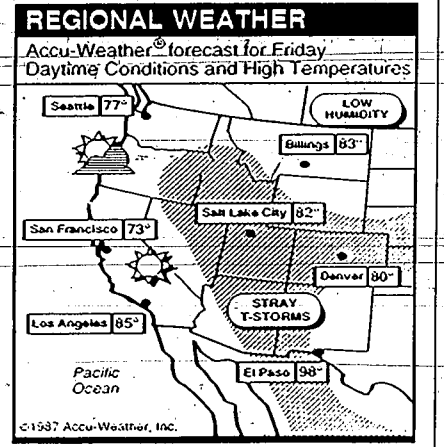 REGIONAL WEATHER
Accu-Weather® forecast for Friday
Daytime Conditions and High Temperatures
Seattle 77°
LOW
HUMIDITY
Billings 83°
Salt Lake City 82°
San Francisco 73°
Denver 80°
STRAY
T-STORMS
Los Angeles 85°
El Paso 98°
Pacific
Ocean
©1987 Accu-Weather, Inc.